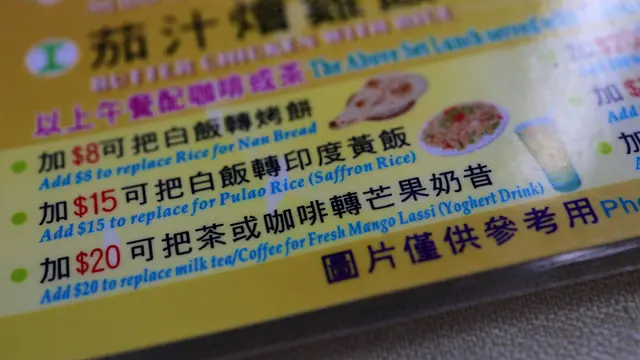 I
茄汁燴雞
BUTTER CHICKEN WITH RICE
以上午餐配咖啡或茶 The Above Set Lunch served
加$8可把白飯轉烤餅
Add $8 to replace Rice for Nan Bread
加$15可把白飯轉印度黃飯
Add $15 to replace for Pulao Rice (Saffron Rice)
加$20可把茶或咖啡轉芒果奶昔
Add $20 to replace milk tea/Coffee for Fresh Mango Lassi (Yoghert Drink)
圖片僅供參考用